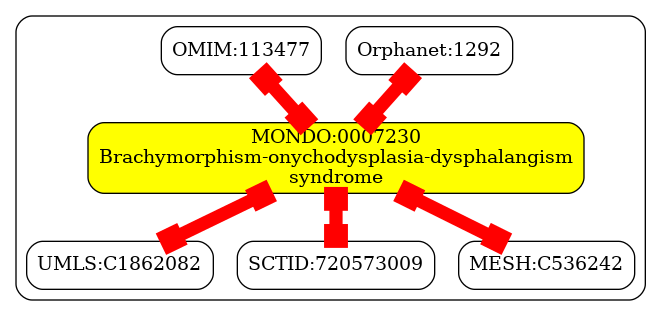 OMIM:113477
Orphanet:1292
MONDO:0007230
Brachymorphism-onychodysplasia-dysphalangism
syndrome
UMLS:C1862082
SCTID:720573009
MESH:C536242